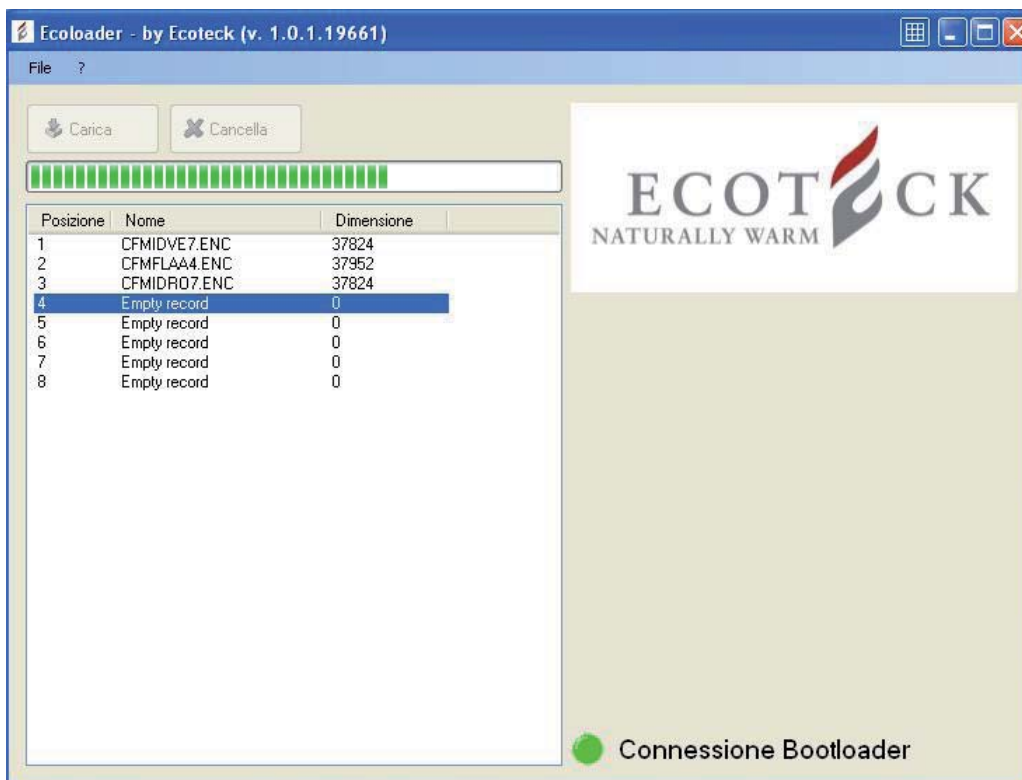 Ecoloader - by Ecoteck (v. 1.0.1.19661)
File ?
Carica Cancella
ECOTECK
NATURALLY WARM
Posizione Nome Dimensione
1 CFMIDVE7.ENC 37824
2 CFMFLAA4.ENC 37952
3 CFMIDRO7.ENC 37824
4 Empty record 0
5 Empty record 0
6 Empty record 0
7 Empty record 0
8 Empty record 0
Connessione Bootloader